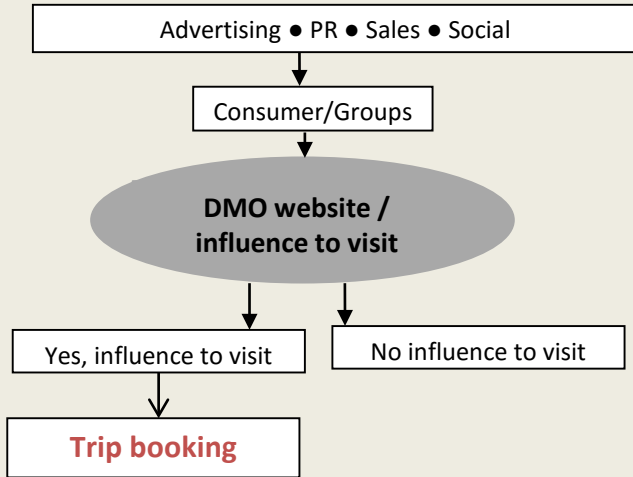 Advertising ● PR ● Sales ● Social
Consumer/Groups
DMO website /
influence to visit
Yes, influence to visit
No influence to visit
Trip booking